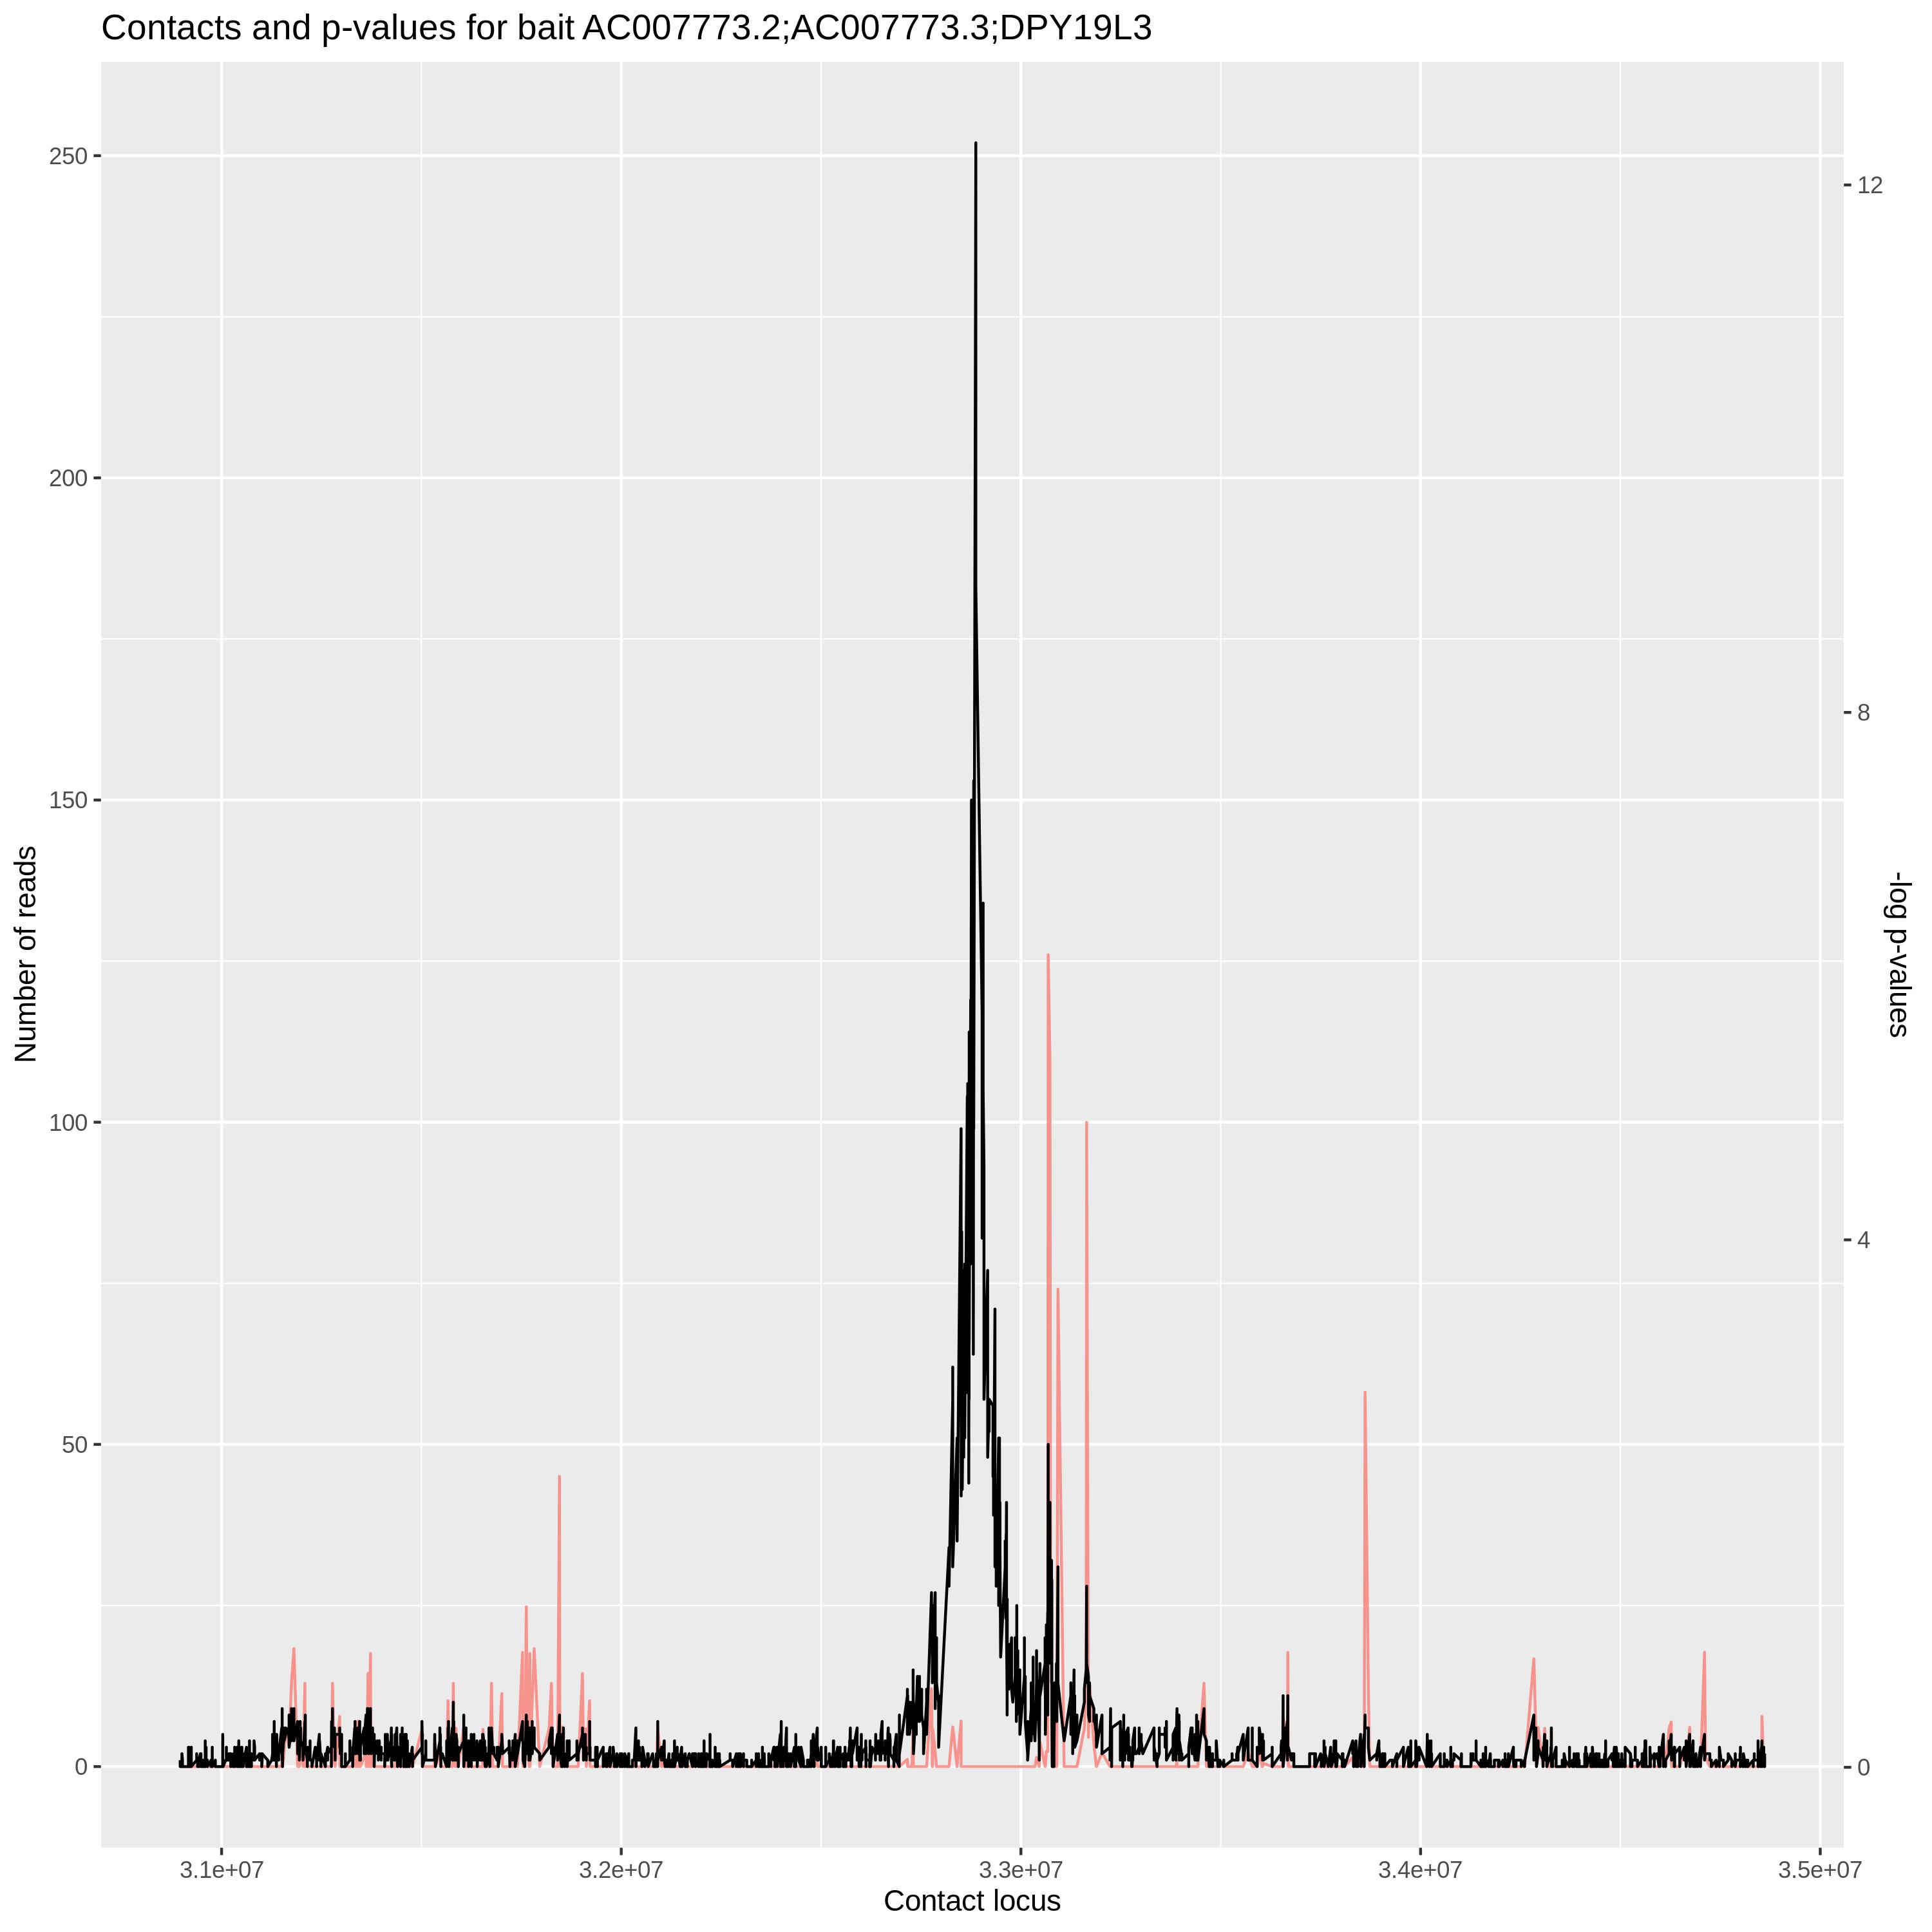 Contacts and p-values for bait AC007773.2;AC007773.3;DPY19L3
250
200
150
100
50
0
Number of reads
12
8
4
0
-log p-values
3.1e+07 3.2e+07 3.3e+07 3.4e+07 3.5e+07
Contact locus